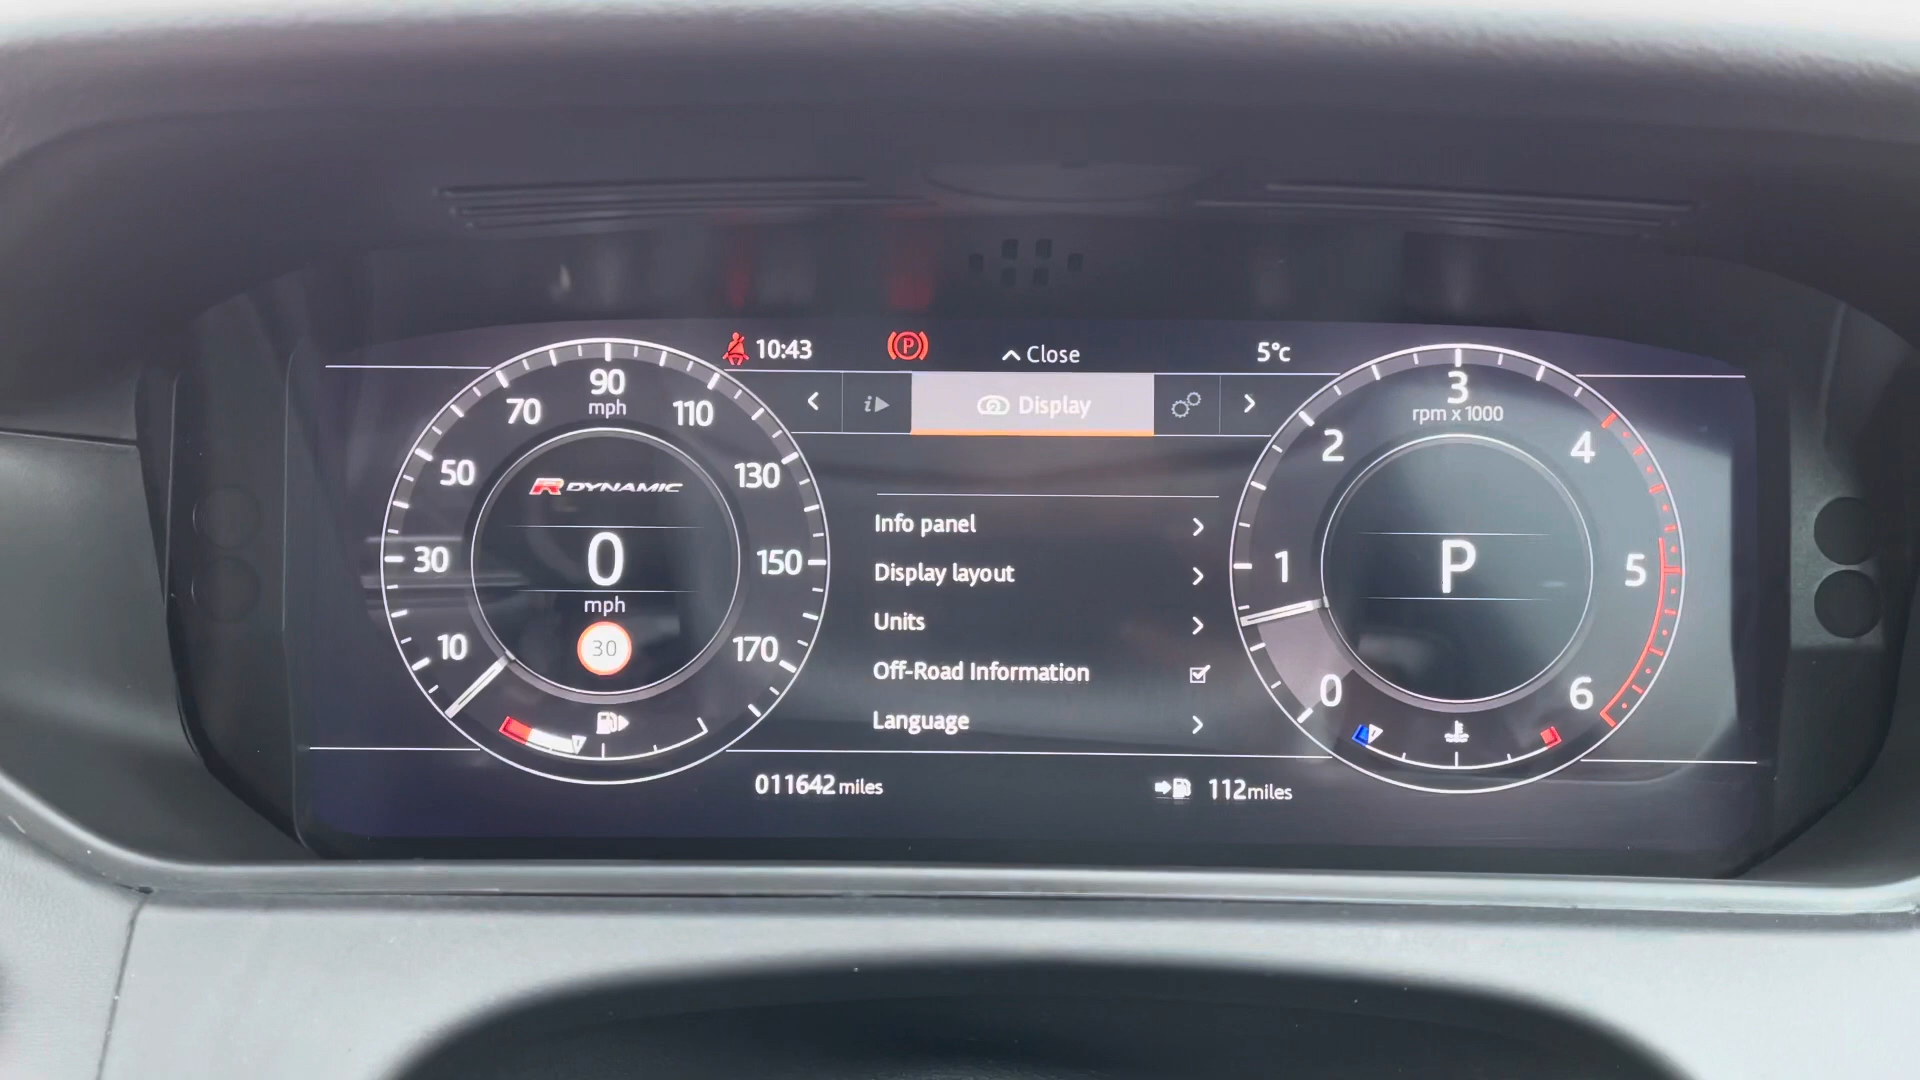 10:43
P
Close
5°c
i
Display
10
30
50
70
90
mph
110
130
150
170
R DYNAMIC
0
mph
30
Info panel
Display layout
Units
Off-Road Information
Language
0
1
2
3
rpm x 1000
4
5
6
P
011642 miles
112 miles